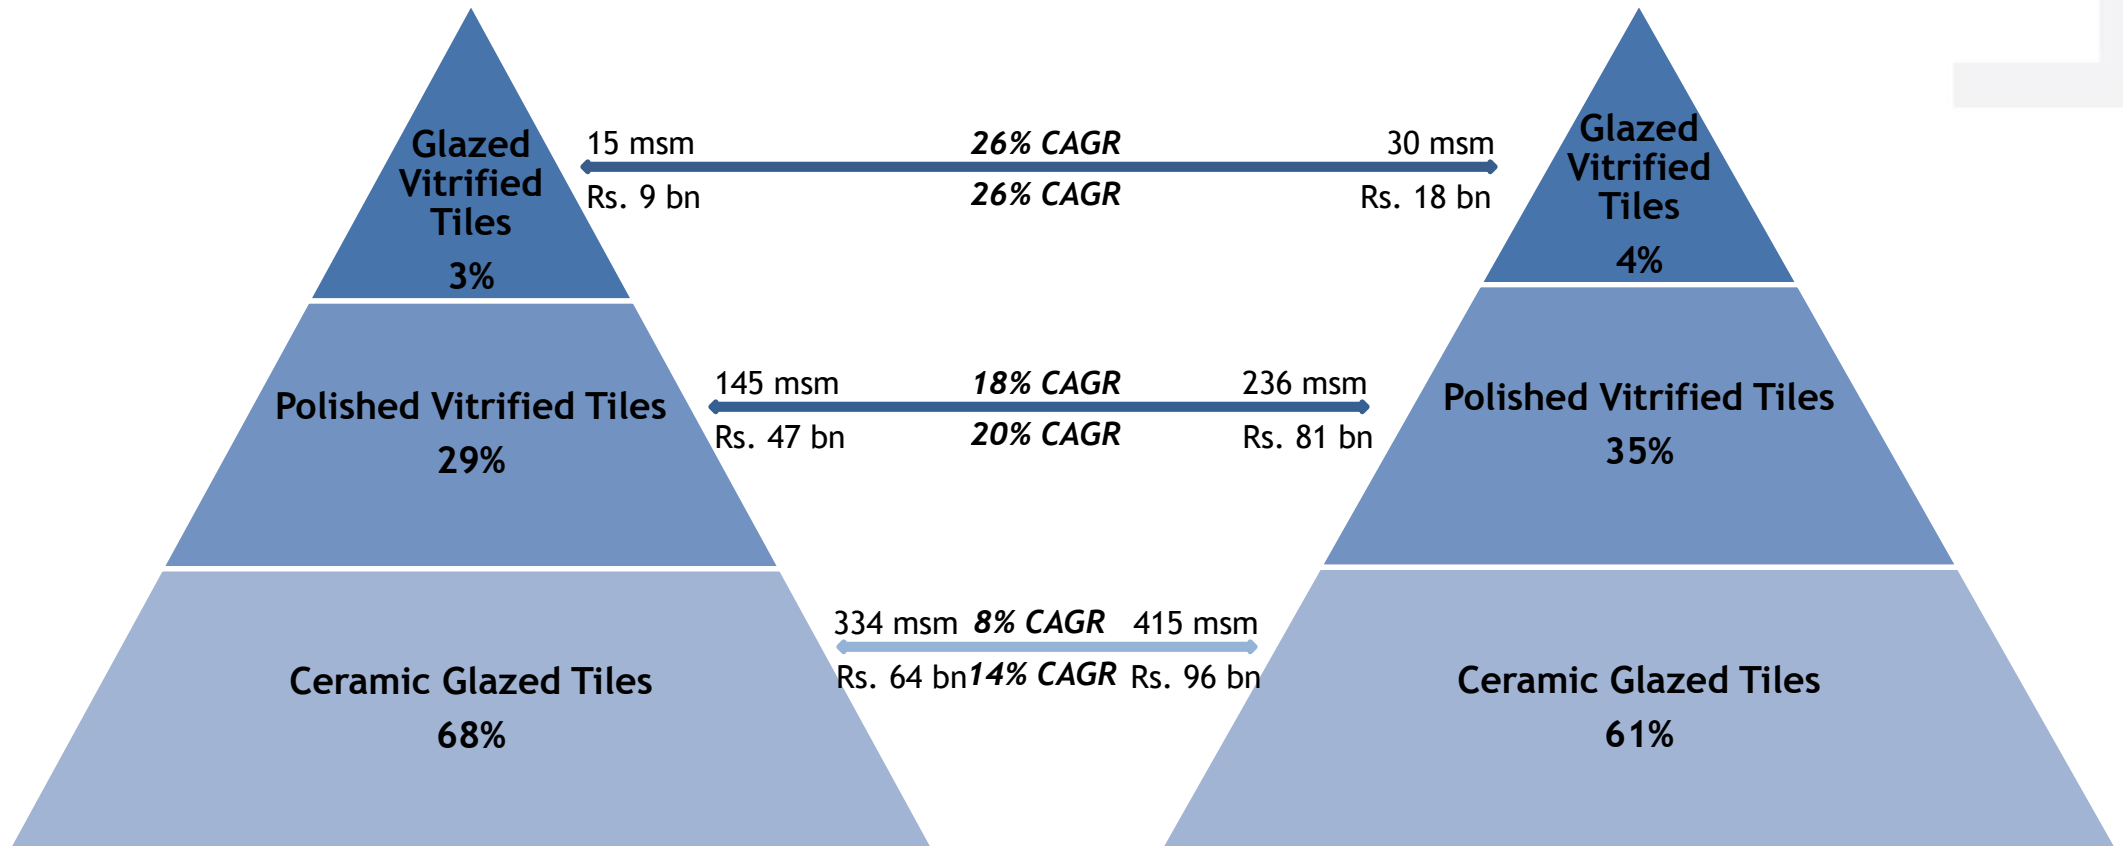 Glazed
Vitrified
Tiles
3%
15 msm
26% CAGR
30 msm
Rs. 9 bn
26% CAGR
Rs. 18 bn
Glazed
Vitrified
Tiles
4%
Polished Vitrified Tiles
29%
145 msm
18% CAGR
236 msm
Rs. 47 bn
20% CAGR
Rs. 81 bn
Polished Vitrified Tiles
35%
Ceramic Glazed Tiles
68%
334 msm
8% CAGR
415 msm
Rs. 64 bn
14% CAGR
Rs. 96 bn
Ceramic Glazed Tiles
61%